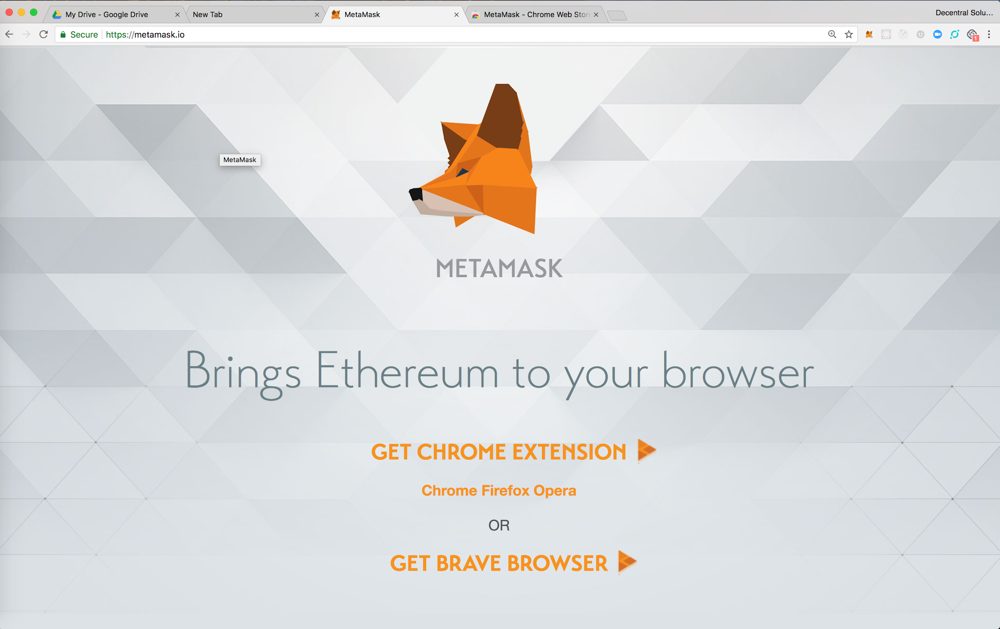 My Drive - Google Drive
New Tab
MetaMask
MetaMask - Chrome Web Stor
Decentral Solu...
Secure
https://metamask.io
1
MetaMask
METAMASK
Brings Ethereum to your browser
GET CHROME EXTENSION
Chrome Firefox Opera
OR
GET BRAVE BROWSER